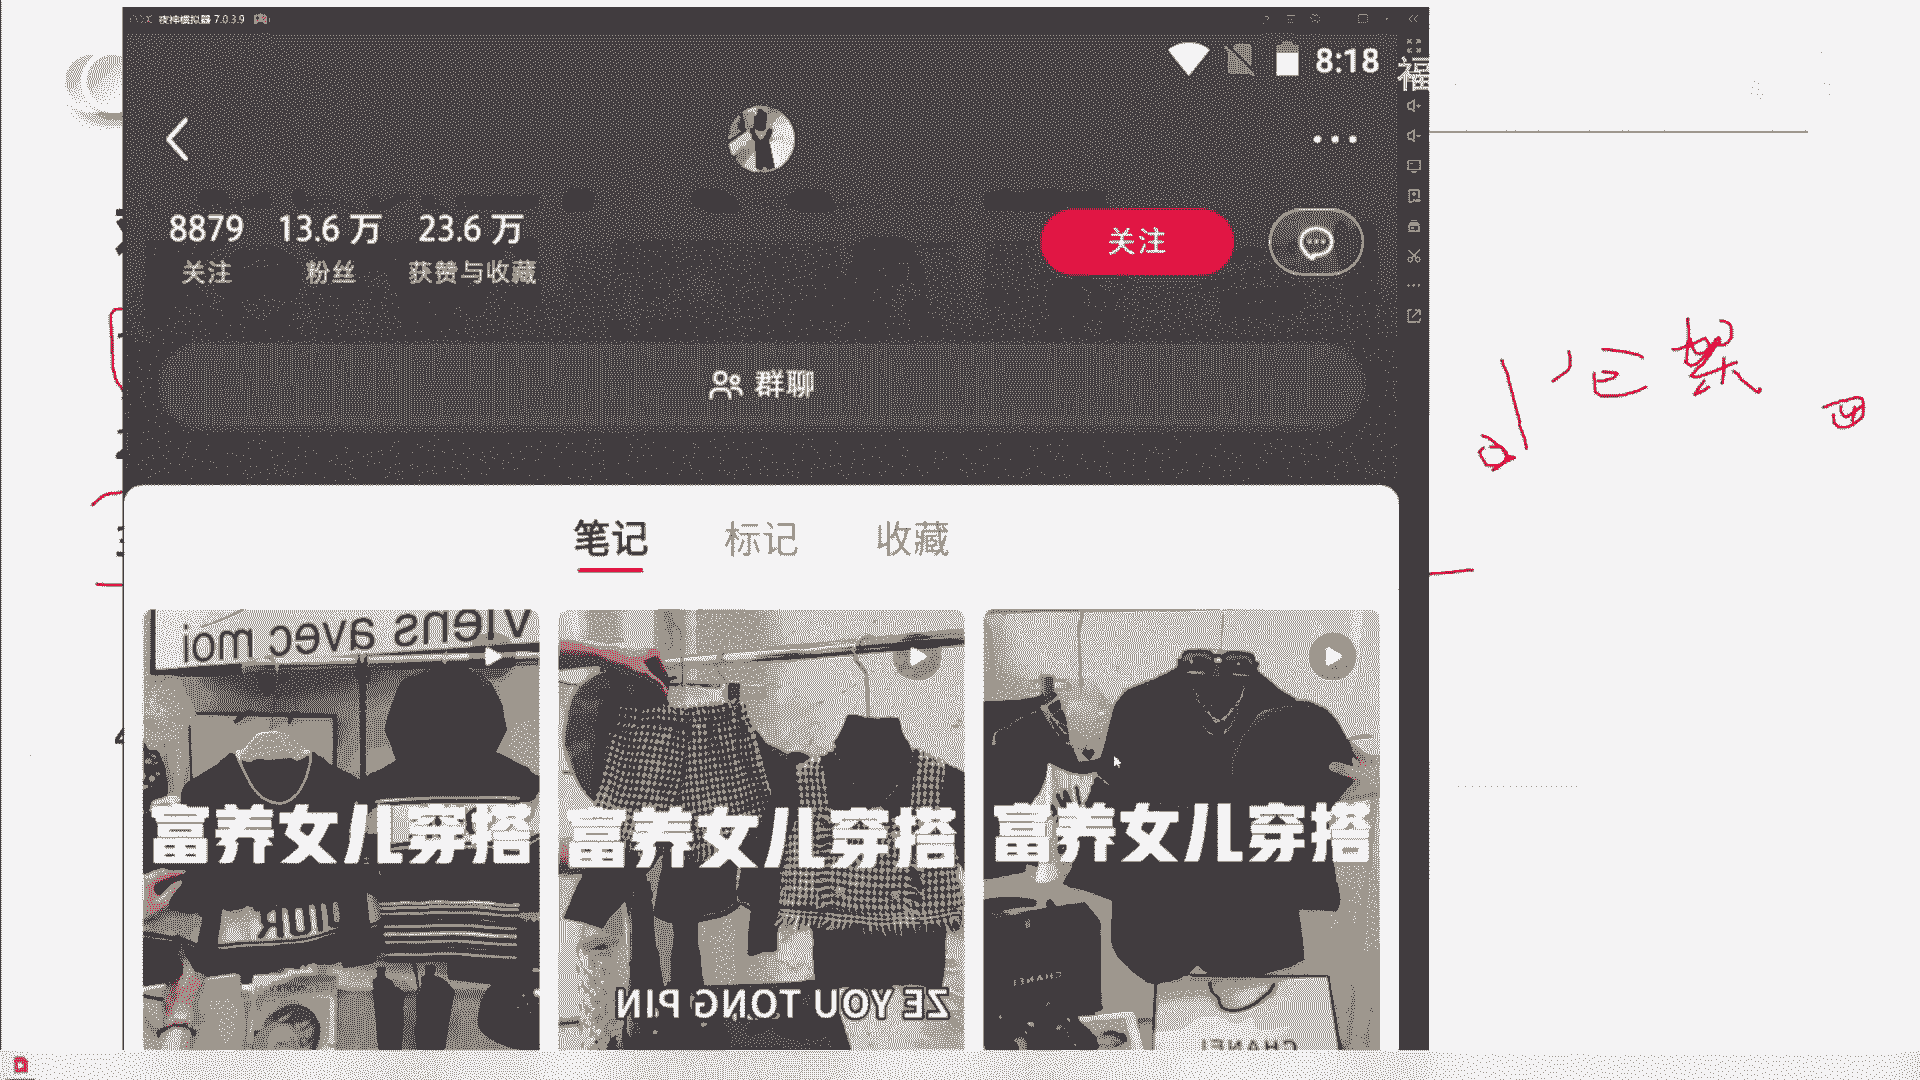 夜神模拟器 7.0.3.9
8:18
福
8879 13.6 万 23.6 万
关注 粉丝 获赞与收藏
关注
群聊
笔记 标记 收藏
Viens avec moi
富养女儿穿搭 富养女儿穿搭 富养女儿穿搭
CHANEL
ZE YOU TONG PIN
CHANEL